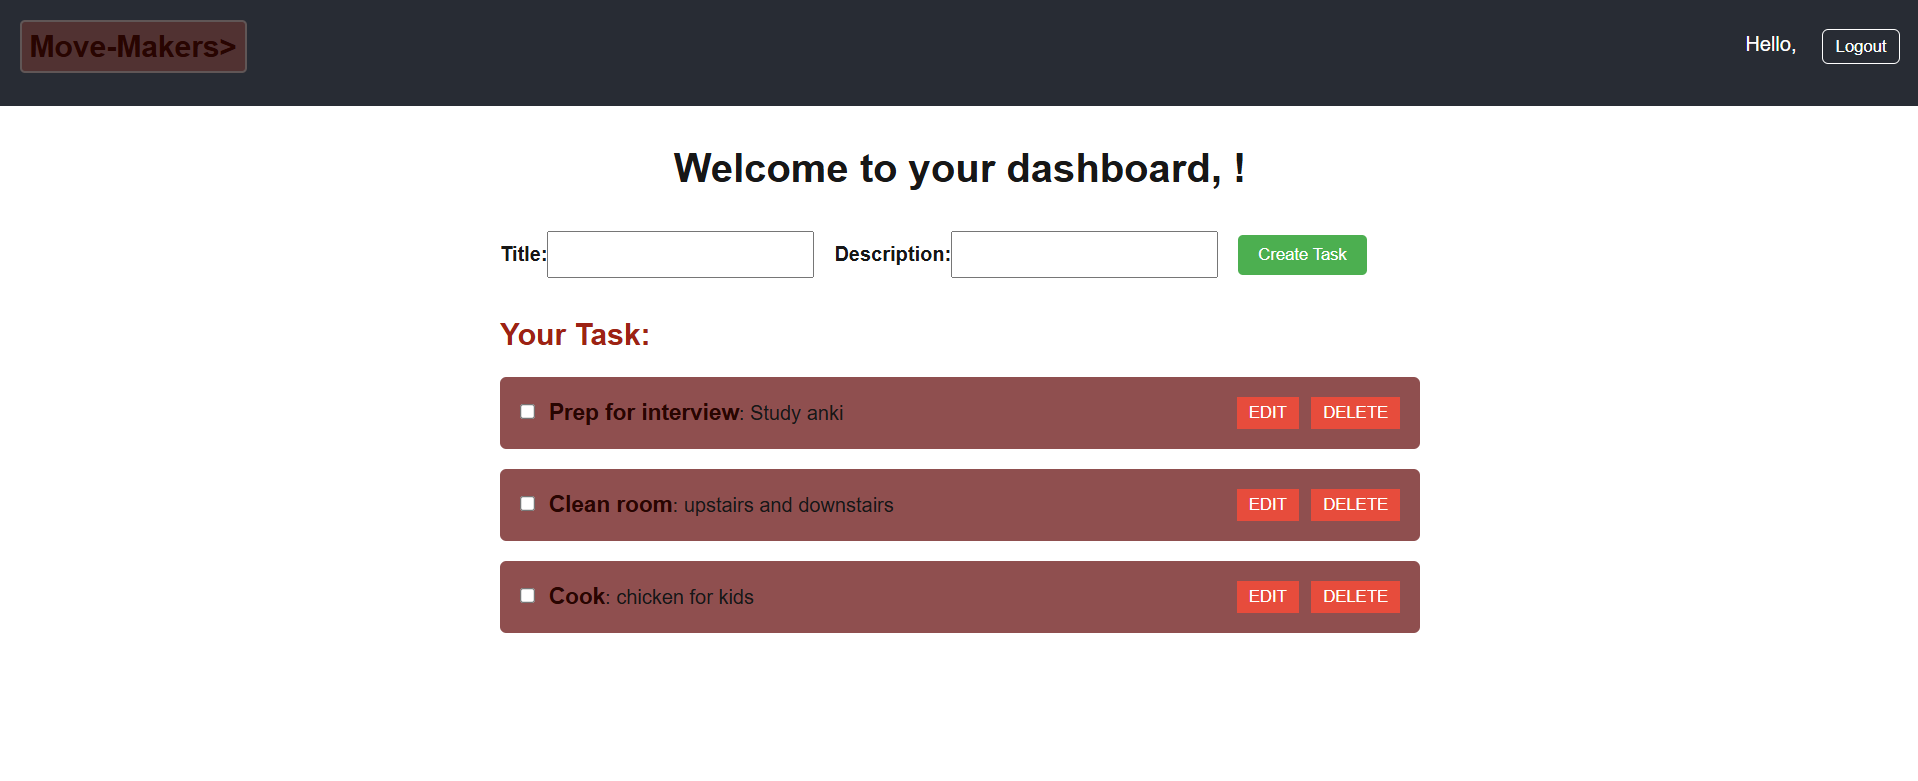 Move-Makers>
Hello,
Logout
Welcome to your dashboard, !
Title:
Description:
Create Task
Your Task:
Prep for interview: Study anki
EDIT
DELETE
Clean room: upstairs and downstairs
EDIT
DELETE
Cook: chicken for kids
EDIT
DELETE